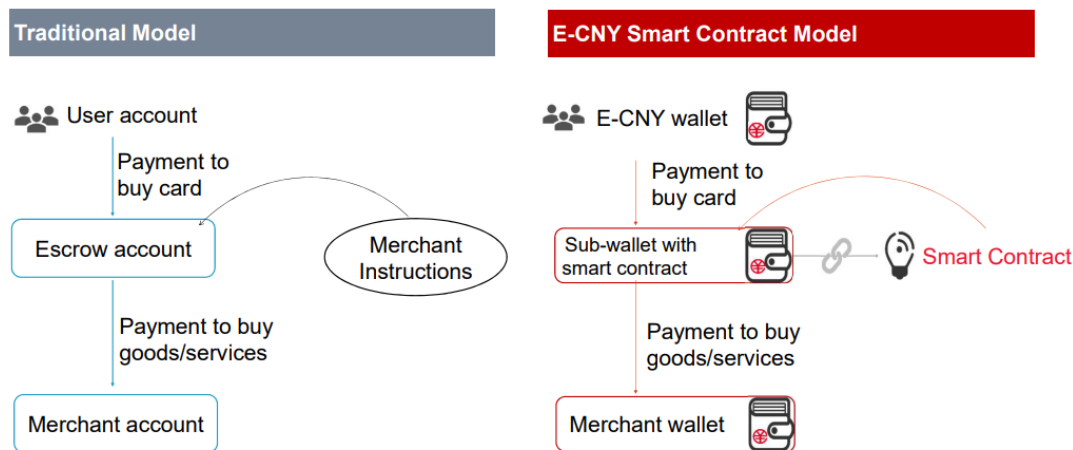 Traditional Model
User account
Payment to
buy card
Escrow account
Merchant
Instructions
Payment to buy
goods/services
Merchant account
E-CNY Smart Contract Model
E-CNY wallet
Payment to
buy card
Sub-wallet with
smart contract
Smart Contract
Payment to buy
goods/services
Merchant wallet